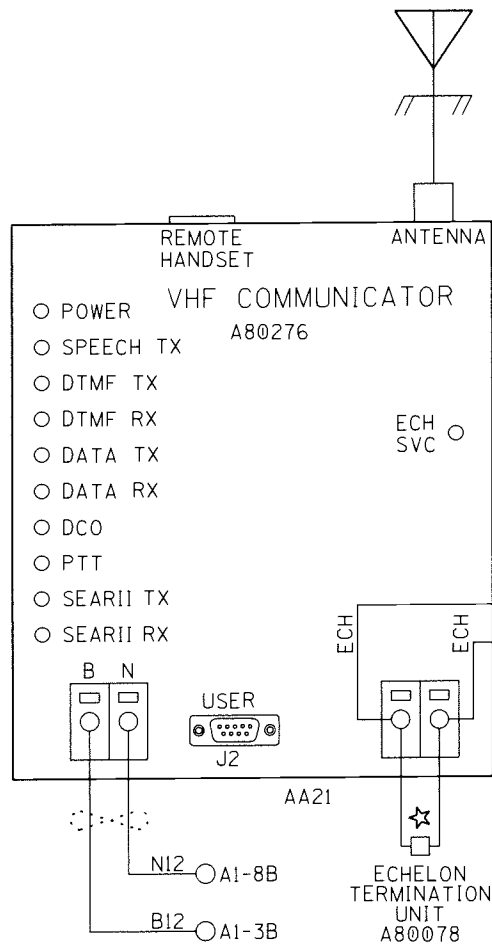 REMOTE
HANDSET
ANTENNA
VHF COMMUNICATOR
A80276
POWER
SPEECH TX
DTMF TX
DTMF RX
DATA TX
DATA RX
DCO
PTT
SEARII TX
SEARII RX
ECH
SVC
ECH
ECH
B N
USER
J2
AA21
N12 A1-8B
B12 A1-3B
ECHELON
TERMINATION
UNIT
A80078